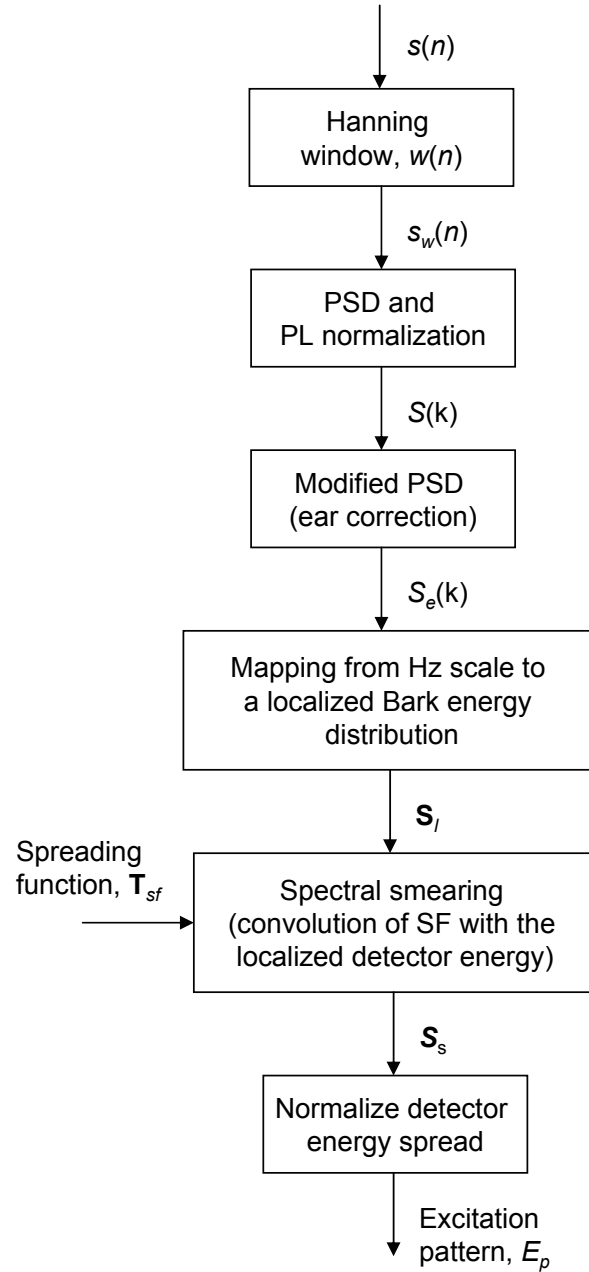 s(n)
Hanning
window, w(n)
s_w(n)
PSD and
PL normalization
S(k)
Modified PSD
(ear correction)
S_e(k)
Mapping from Hz scale to
a localized Bark energy
distribution
S_l
Spreading
function, T_sf
Spectral smearing
(convolution of SF with the
localized detector energy)
S_s
Normalize detector
energy spread
Excitation
pattern, E_p